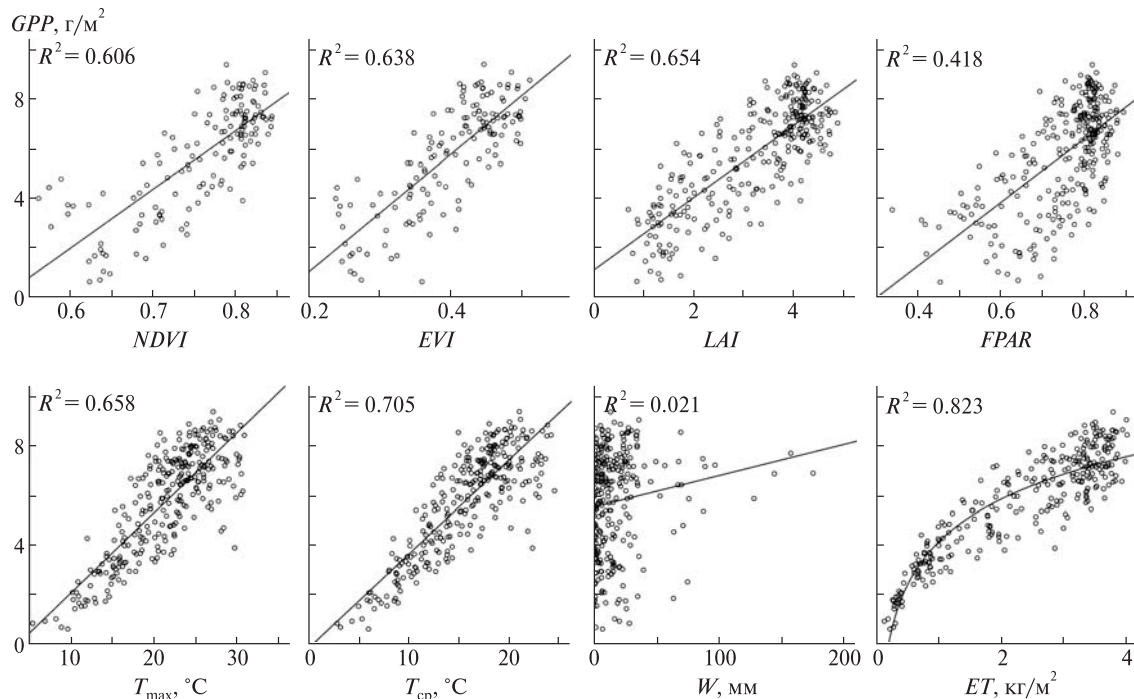 GPP, г/м²
R² = 0.606
R² = 0.638
R² = 0.654
R² = 0.418
8
4
0
0.6 0.7 0.8
0.2 0.4
0 2 4
0.4 0.6 0.8
NDVI
EVI
LAI
FPAR
R² = 0.658
R² = 0.705
R² = 0.021
R² = 0.823
8
4
0
10 20 30
0 10 20
0 100 200
0 2 4
Tmax, °C
Tср, °C
W, мм
ET, кг/м²